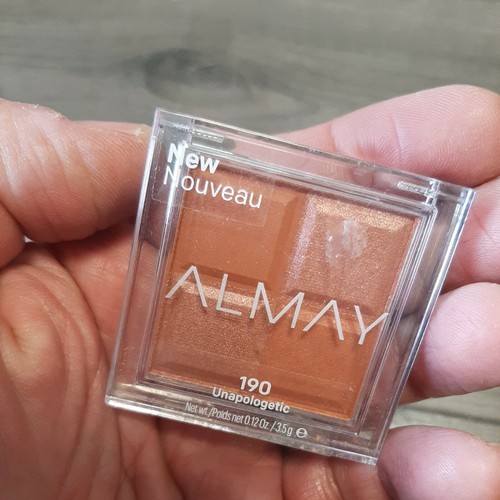 New
Nouveau
ALMAY
190
Unapologetic
Net wt./Poids net 0.12 Oz. / 3.5 g ℮